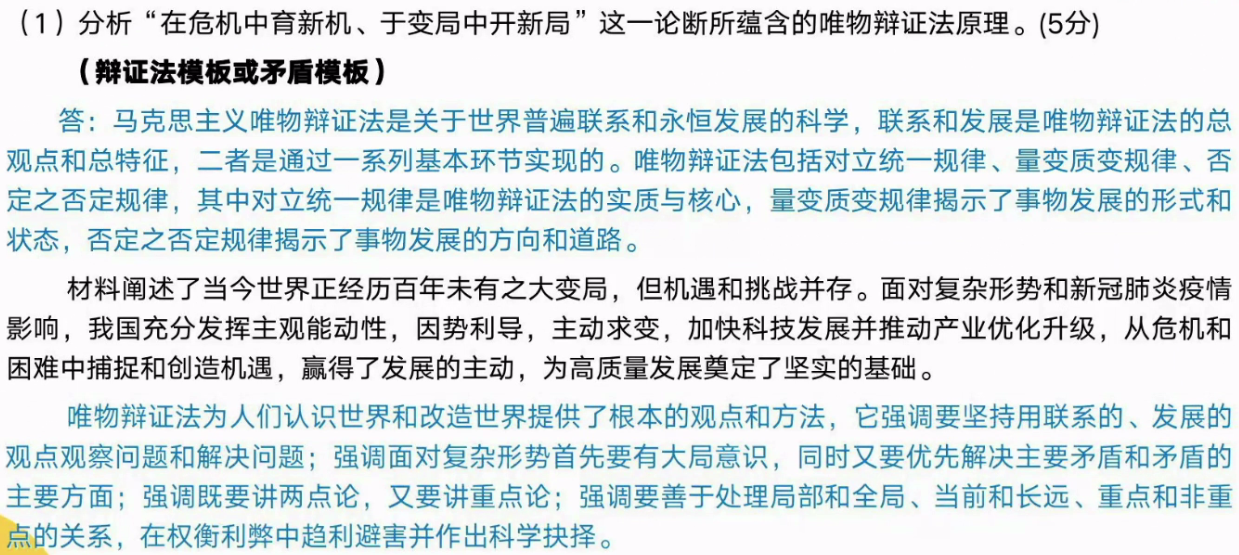 （1）分析“在危机中育新机、于变局中开新局”这一论断所蕴含的唯物辩证法原理。(5分)
（辩证法模板或矛盾模板）
答：马克思主义唯物辩证法是关于世界普遍联系和永恒发展的科学，联系和发展是唯物辩证法的总
观点和总特征，二者是通过一系列基本环节实现的。唯物辩证法包括对立统一规律、量变质变规律、否
定之否定规律，其中对立统一规律是唯物辩证法的实质与核心，量变质变规律揭示了事物发展的形式和
状态，否定之否定规律揭示了事物发展的方向和道路。
材料阐述了当今世界正经历百年未有之大变局，但机遇和挑战并存。面对复杂形势和新冠肺炎疫情
影响，我国充分发挥主观能动性，因势利导，主动求变，加快科技发展并推动产业优化升级，从危机和
困难中捕捉和创造机遇，赢得了发展的主动，为高质量发展奠定了坚实的基础。
唯物辩证法为人们认识世界和改造世界提供了根本的观点和方法，它强调要坚持用联系的、发展的
观点观察问题和解决问题；强调面对复杂形势首先要有大局意识，同时又要优先解决主要矛盾和矛盾的
主要方面；强调既要讲两点论，又要讲重点论；强调要善于处理局部和全局、当前和长远、重点和非重
点的关系，在权衡利弊中趋利避害并作出科学抉择。